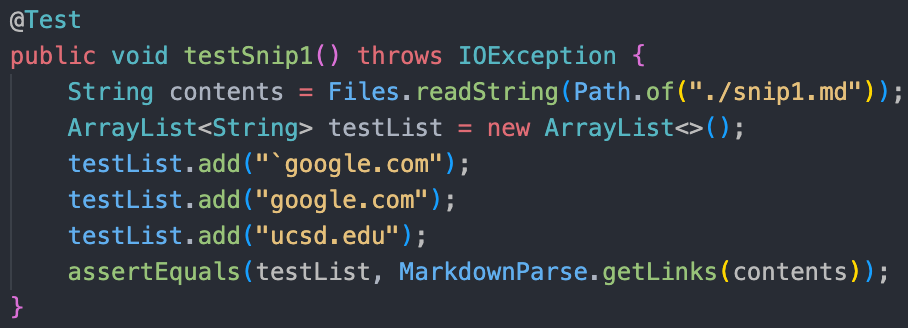 @Test
public void testSnip1() throws IOException {
    String contents = Files.readString(Path.of("./snip1.md"));
    ArrayList<String> testList = new ArrayList<>();
    testList.add("`google.com");
    testList.add("google.com");
    testList.add("ucsd.edu");
    assertEquals(testList, MarkdownParse.getLinks(contents));
}